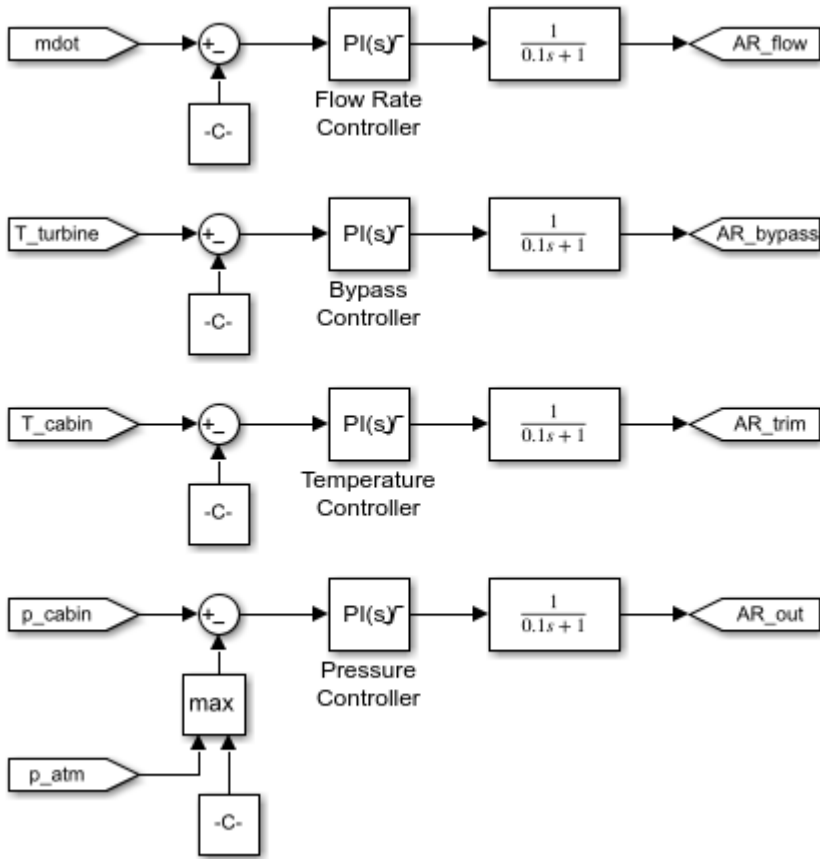 mdot
+
−
PI(s)
1
0.1s + 1
AR_flow
-C-
Flow Rate
Controller
T_turbine
+
−
PI(s)
1
0.1s + 1
AR_bypass
-C-
Bypass
Controller
T_cabin
+
−
PI(s)
1
0.1s + 1
AR_trim
-C-
Temperature
Controller
p_cabin
+
−
PI(s)
1
0.1s + 1
AR_out
max
Pressure
Controller
p_atm
-C-